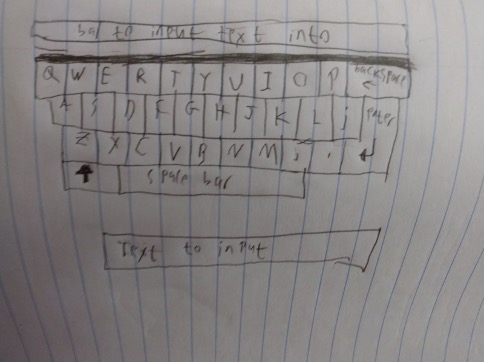 bar to input text into
Q W E R T Y U I O P backspace
A S D F G H J K L ; enter
Z X C V B N M , .
space bar
Text to input